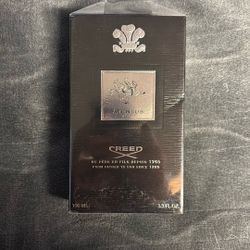 AVENTUS
CREED
DE PÈRE EN FILS DEPUIS 1760
FROM FATHER TO SON SINCE 1760
100 ML
3.3 FL.OZ.